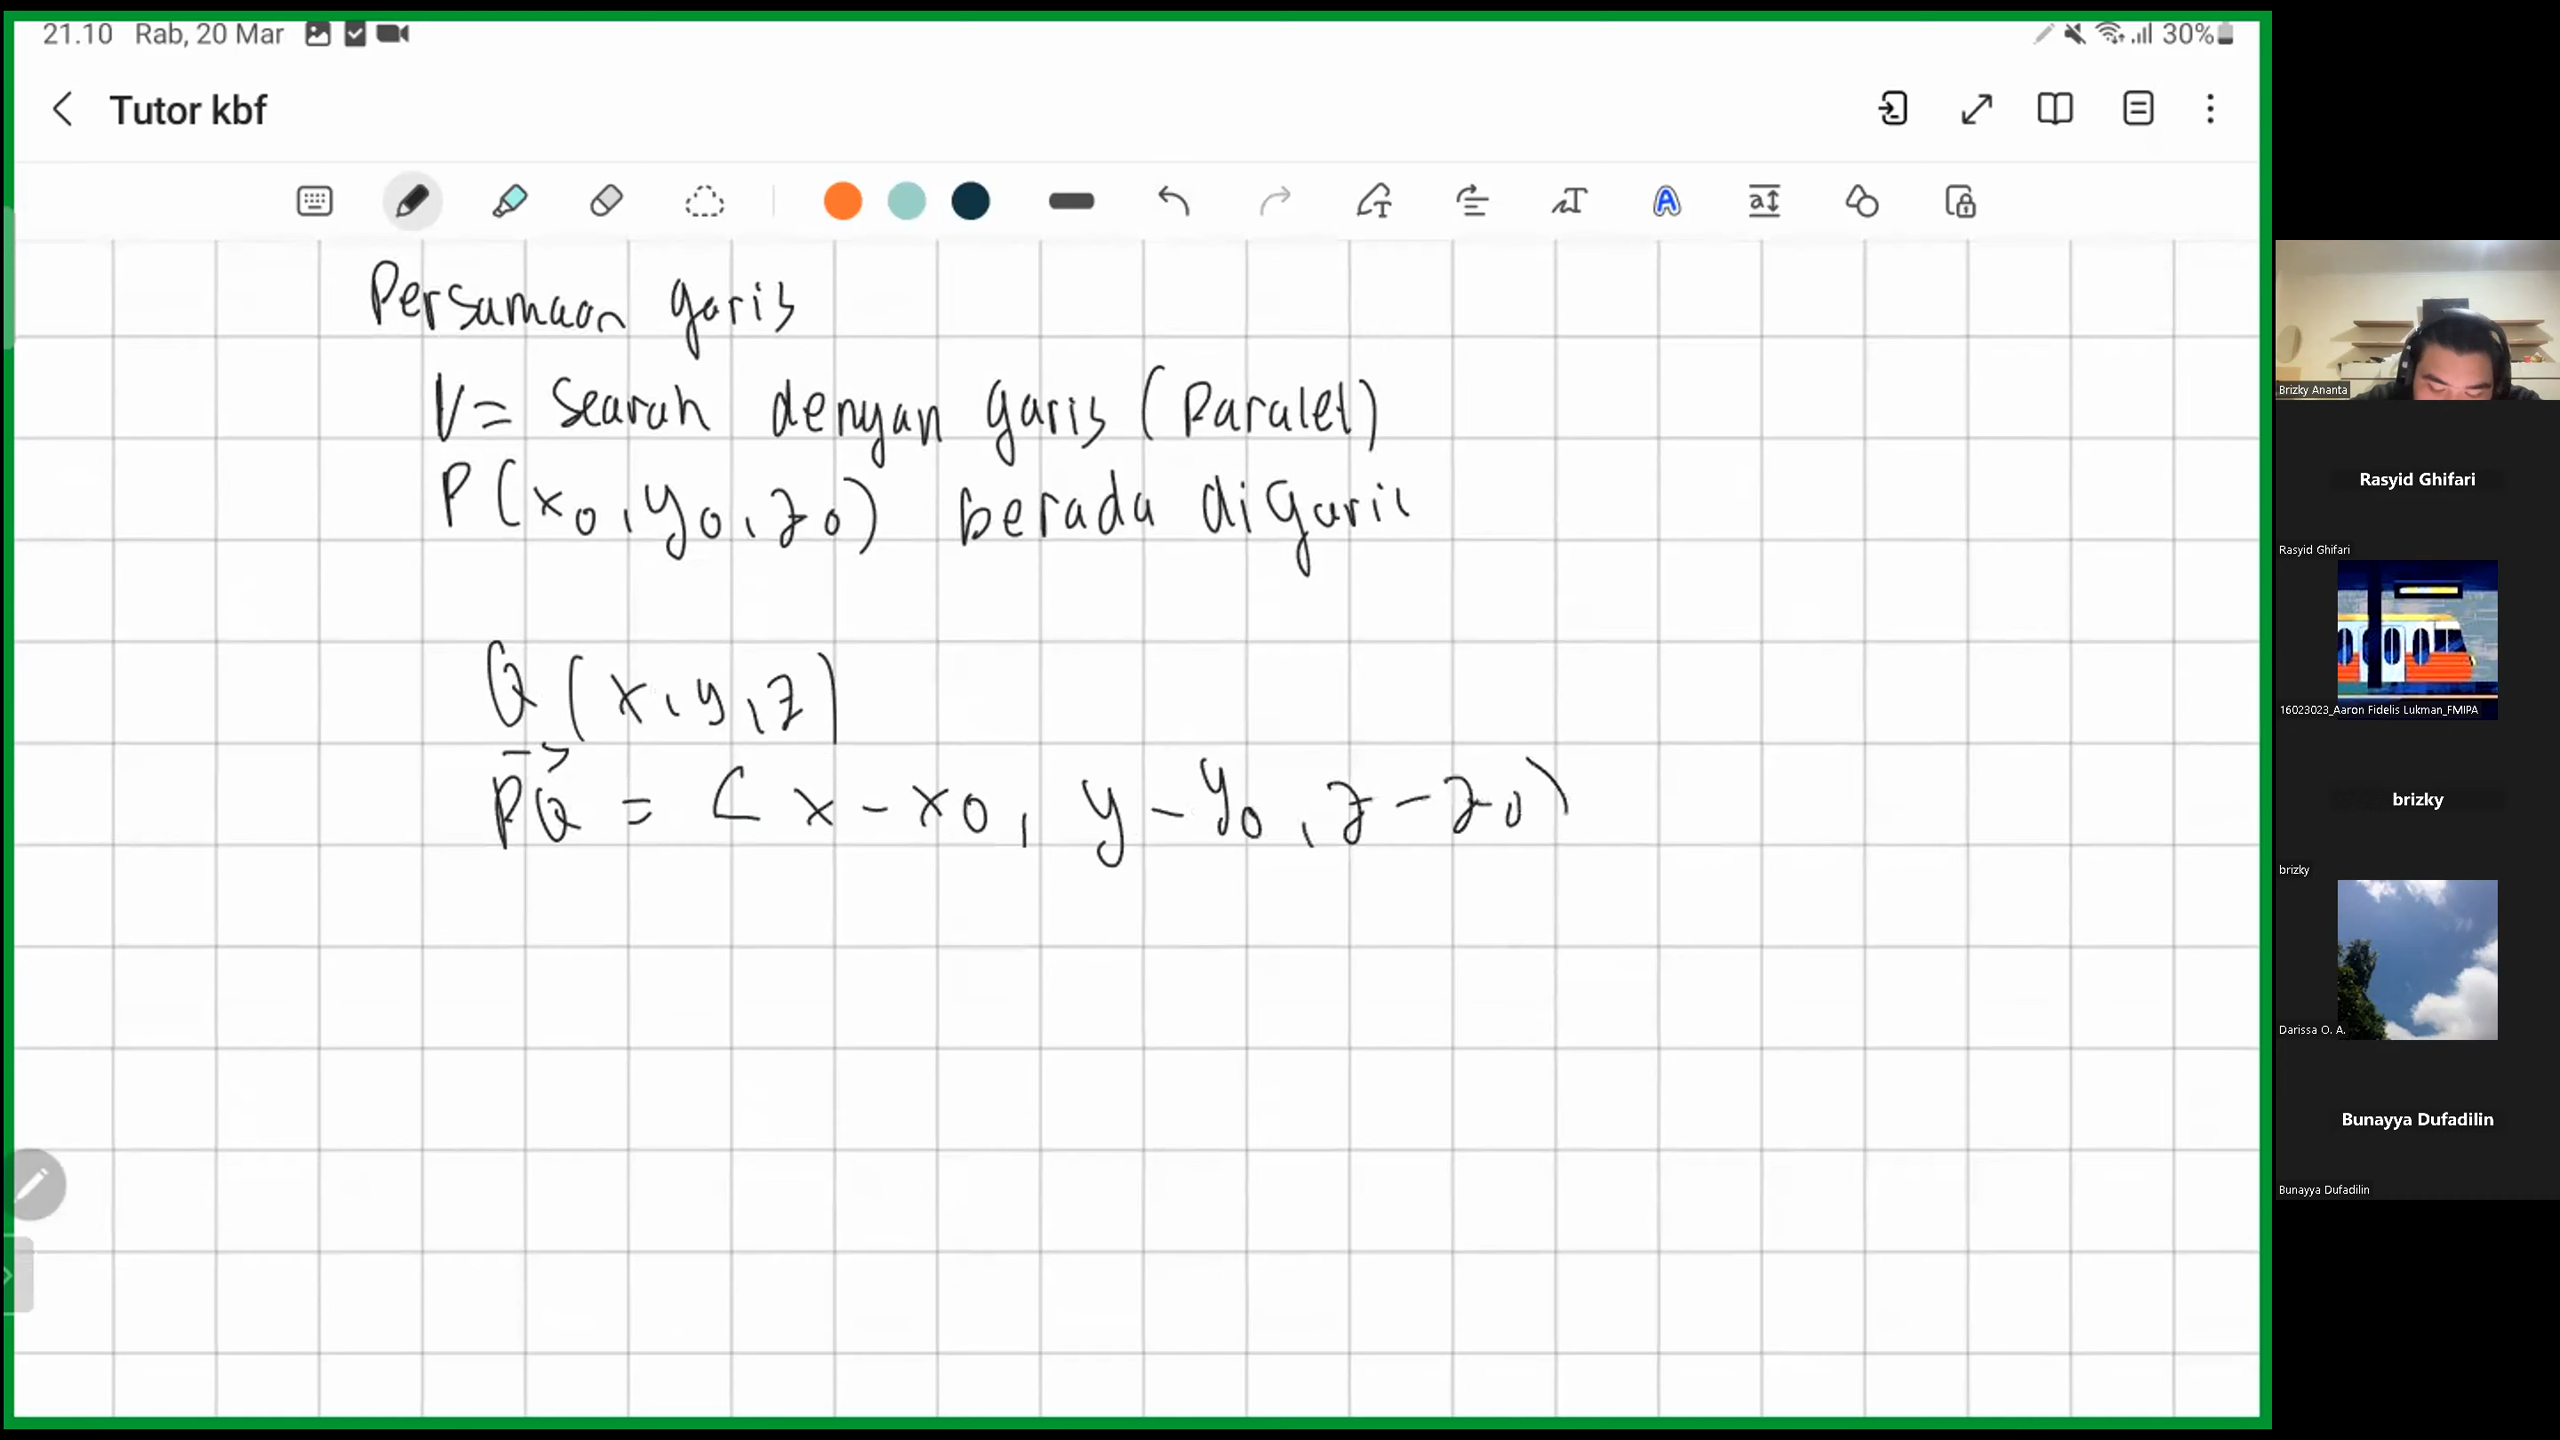 21.10 Rab, 20 Mar
30%
Tutor kbf
Persamaan garis
V = Searah dengan garis (Paralel)
P(x₀, y₀, z₀) berada digaris
Q(x, y, z)
PQ = < x - x₀, y - y₀, z - z₀)
Brizky Ananta
Rasyid Ghifari
Rasyid Ghifari
16023023_Aaron Fidelis Lukman_FMIPA
brizky
brizky
Darissa O. A.
Bunayya Dufadilin
Bunayya Dufadilin